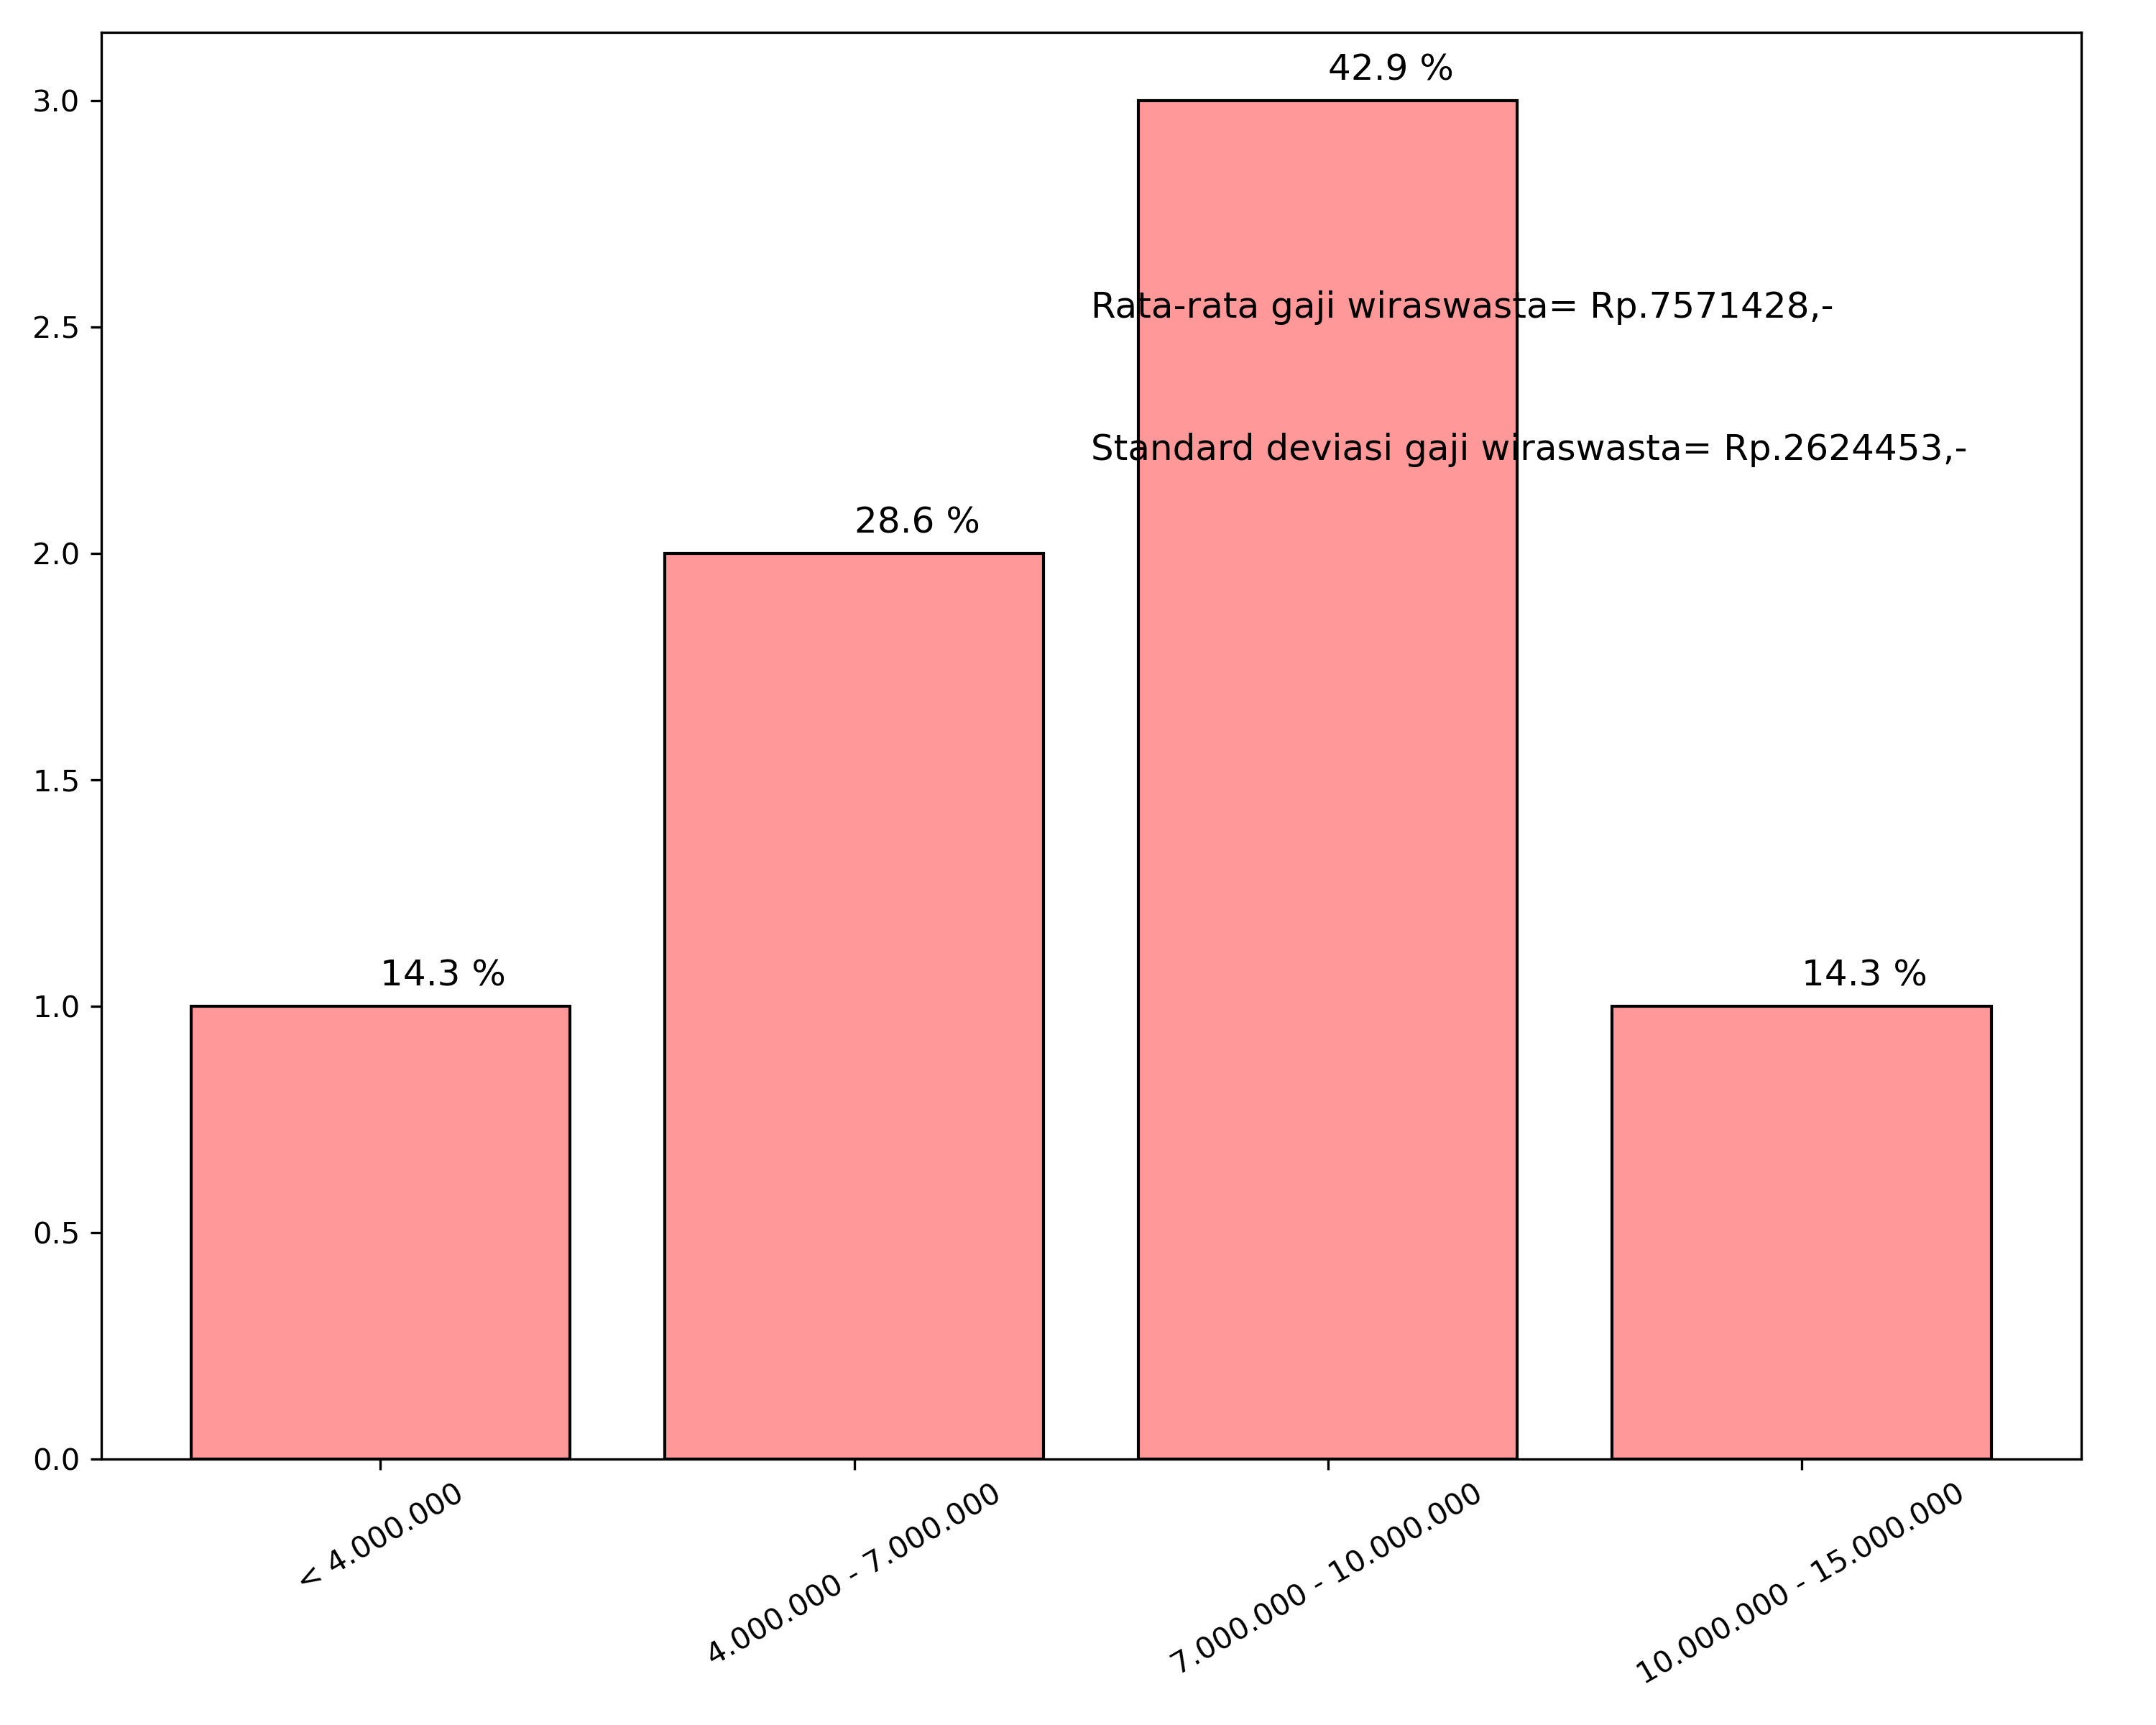 42.9 %
3.0
Rata-rata gaji wiraswasta= Rp.7571428,-
2.5
Standard deviasi gaji wiraswasta= Rp.2624453,-
28.6 %
2.0
1.5
14.3 %
14.3 %
1.0
0.5
0.0
< 4.000.000
4.000.000 - 7.000.000
7.000.000 - 10.000.000
10.000.000 - 15.000.000